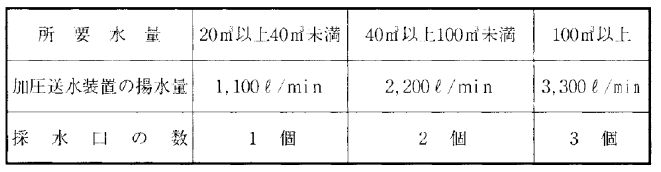 所要水量 20㎥以上40㎥未満 40㎥以上100㎥未満 100㎥以上
加圧送水装置の揚水量 1,100ℓ/min 2,200ℓ/min 3,300ℓ/min
採水口の数 1個 2個 3個